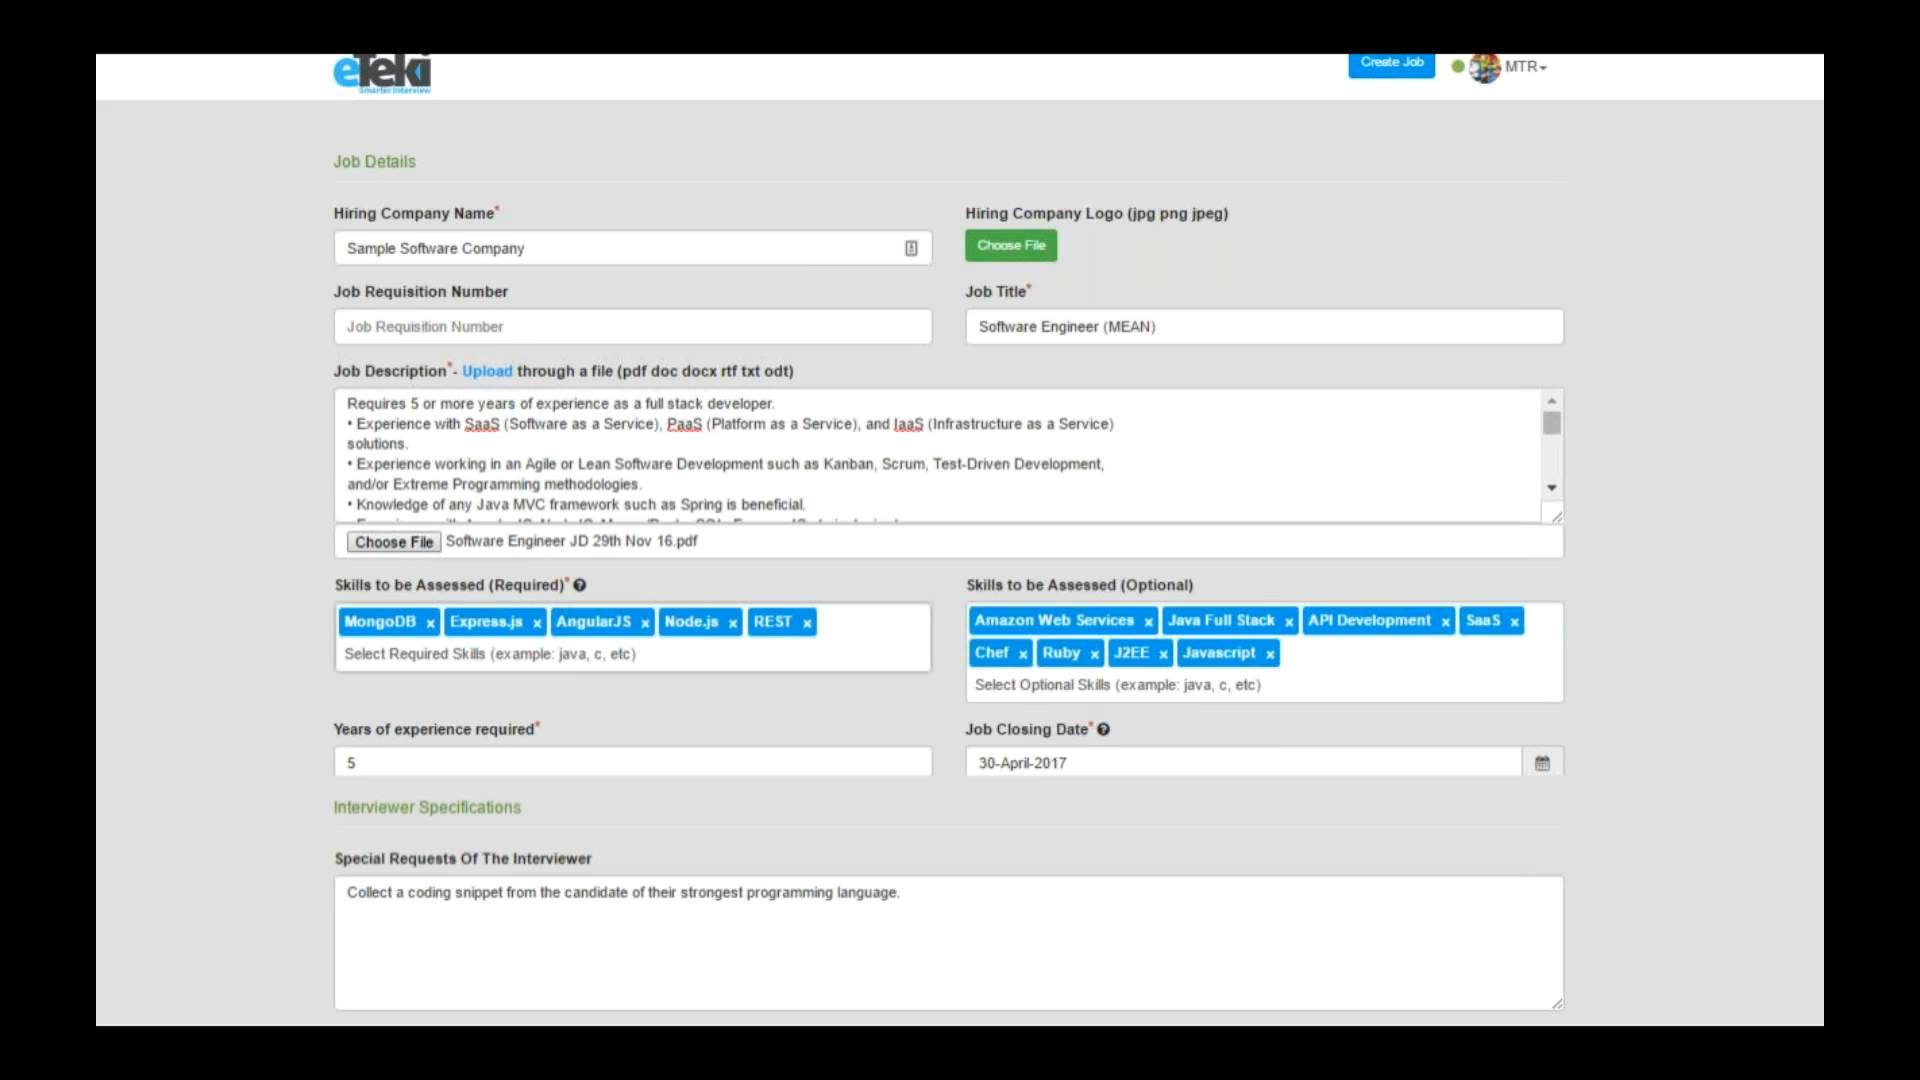 eTeki
Smarter Interview
Create Job
MTR
Job Details
Hiring Company Name*
Hiring Company Logo (jpg png jpeg)
Sample Software Company
Choose File
Job Requisition Number
Job Title*
Job Requisition Number
Software Engineer (MEAN)
Job Description*- Upload through a file (pdf doc docx rtf txt odt)
Requires 5 or more years of experience as a full stack developer.
• Experience with SaaS (Software as a Service), PaaS (Platform as a Service), and IaaS (Infrastructure as a Service)
solutions.
• Experience working in an Agile or Lean Software Development such as Kanban, Scrum, Test-Driven Development,
and/or Extreme Programming methodologies.
• Knowledge of any Java MVC framework such as Spring is beneficial.
Choose File Software Engineer JD 29th Nov 16.pdf
Skills to be Assessed (Required)* ?
Skills to be Assessed (Optional)
MongoDB × Express.js × AngularJS × Node.js × REST ×
Select Required Skills (example: java, c, etc)
Amazon Web Services × Java Full Stack × API Development × SaaS ×
Chef × Ruby × J2EE × Javascript ×
Select Optional Skills (example: java, c, etc)
Years of experience required*
Job Closing Date* ?
5
30-April-2017
Interviewer Specifications
Special Requests Of The Interviewer
Collect a coding snippet from the candidate of their strongest programming language.